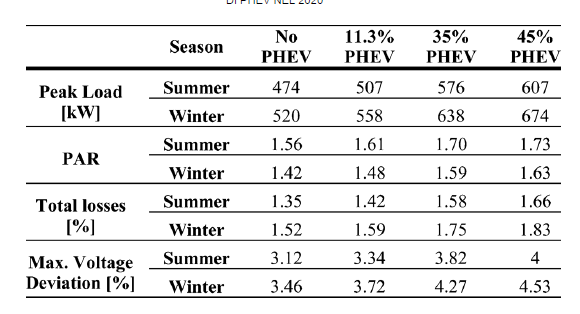 DI PHEV NEL 2020
Season No PHEV 11.3% PHEV 35% PHEV 45% PHEV
Peak Load [kW] Summer 474 507 576 607
Winter 520 558 638 674
PAR Summer 1.56 1.61 1.70 1.73
Winter 1.42 1.48 1.59 1.63
Total losses [%] Summer 1.35 1.42 1.58 1.66
Winter 1.52 1.59 1.75 1.83
Max. Voltage Deviation [%] Summer 3.12 3.34 3.82 4
Winter 3.46 3.72 4.27 4.53